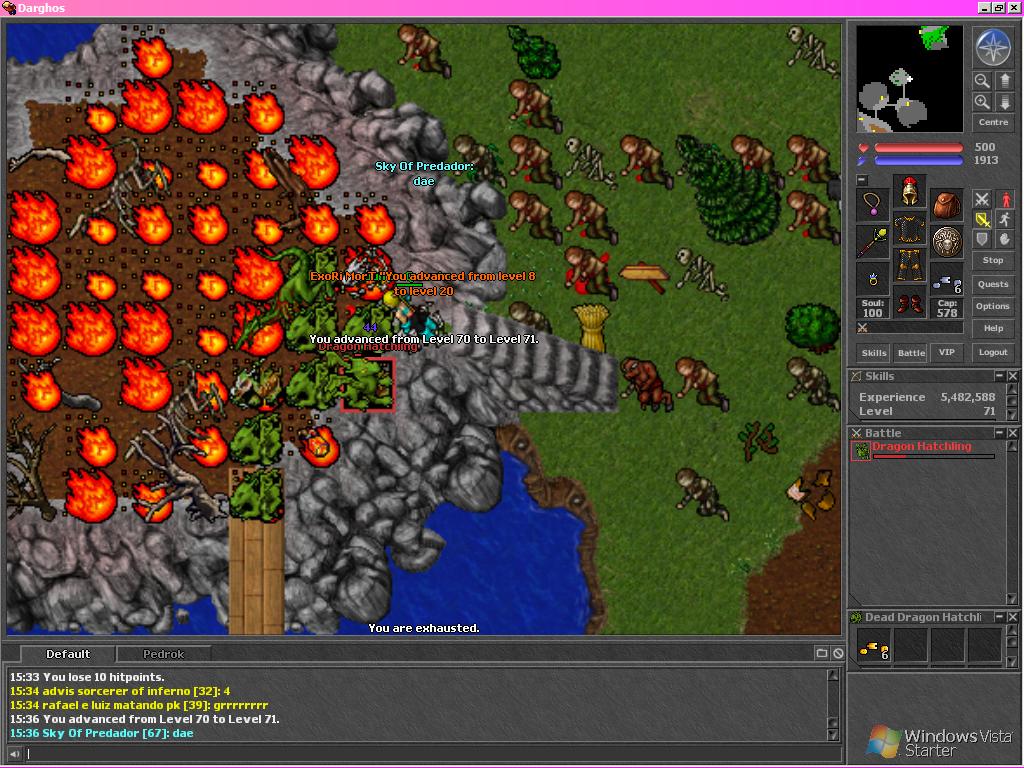 Darghos
Sky Of Predador:
dae
ExoRi MorT "You advanced from level 8
to level 20
44
You advanced from Level 70 to Level 71.
Dragon Hatchling
You are exhausted.
Centre
500
1913
6
Soul:
100
Cap:
578
Stop
Quests
Options
Help
Skills
Battle
VIP
Logout
Skills
Experience 5,482,588
Level 71
Battle
Dragon Hatchling
Dead Dragon Hatchli
6
Default
Pedrok
15:33 You lose 10 hitpoints.
15:34 advis sorcerer of inferno [32]: 4
15:34 rafael e luiz matando pk [39]: grrrrrrrr
15:36 You advanced from Level 70 to Level 71.
15:36 Sky Of Predador [67]: dae
Windows Vista
Starter